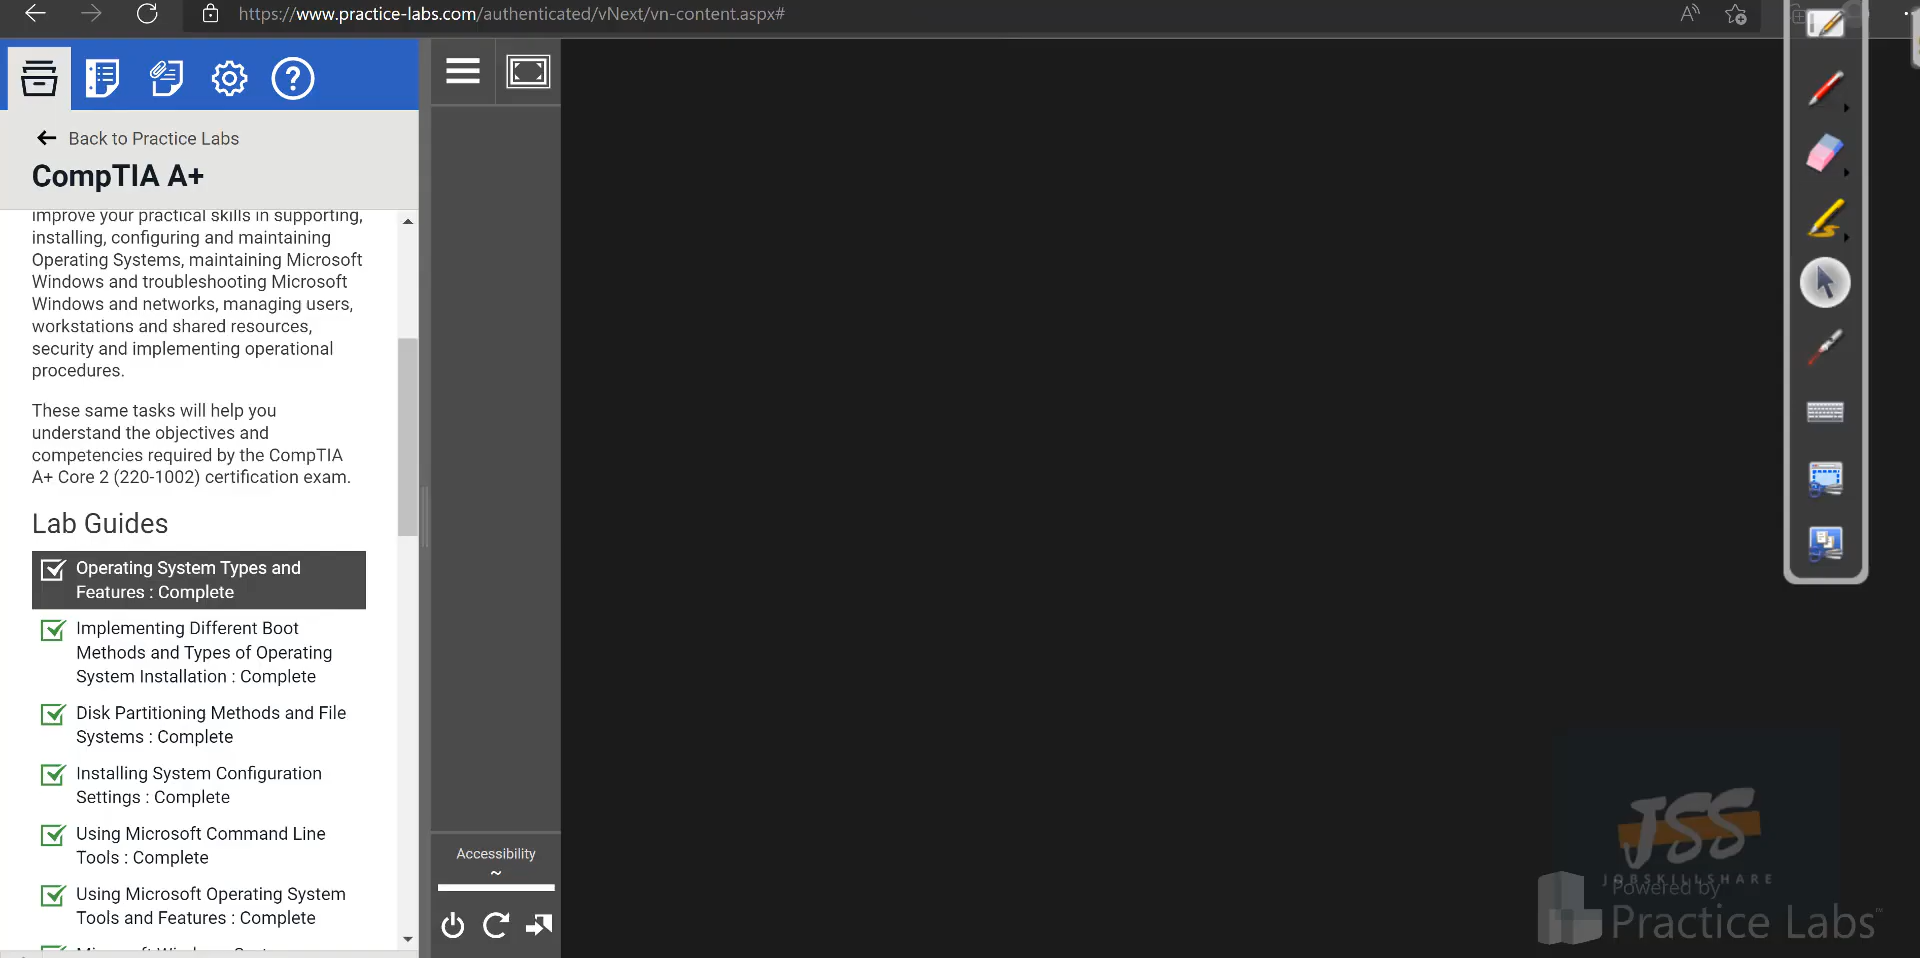 https://www.practice-labs.com/authenticated/vNext/vn-content.aspx#
Back to Practice Labs
CompTIA A+
improve your practical skills in supporting,
installing, configuring and maintaining
Operating Systems, maintaining Microsoft
Windows and troubleshooting Microsoft
Windows and networks, managing users,
workstations and shared resources,
security and implementing operational
procedures.
These same tasks will help you
understand the objectives and
competencies required by the CompTIA
A+ Core 2 (220-1002) certification exam.
Lab Guides
Operating System Types and
Features : Complete
Implementing Different Boot
Methods and Types of Operating
System Installation : Complete
Disk Partitioning Methods and File
Systems : Complete
Installing System Configuration
Settings : Complete
Using Microsoft Command Line
Tools : Complete
Using Microsoft Operating System
Tools and Features : Complete
Accessibility
~
JSS
JOBSKILLSHARE
Powered by
Practice Labs™